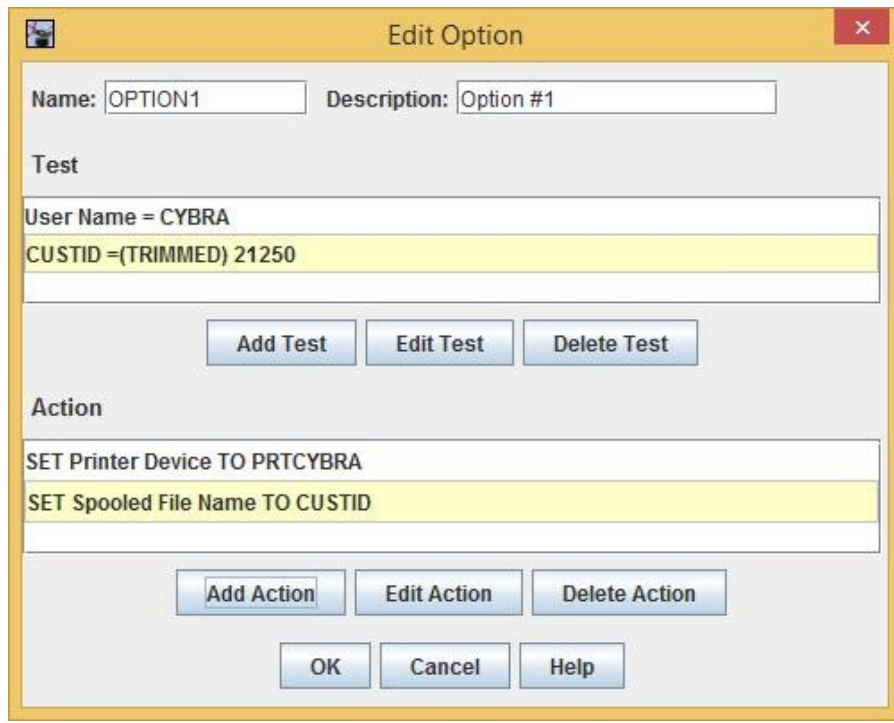 Edit Option
Name: OPTION1 Description: Option #1
Test
User Name = CYBRA
CUSTID =(TRIMMED) 21250
Add Test Edit Test Delete Test
Action
SET Printer Device TO PRTCYBRA
SET Spooled File Name TO CUSTID
Add Action Edit Action Delete Action
OK Cancel Help